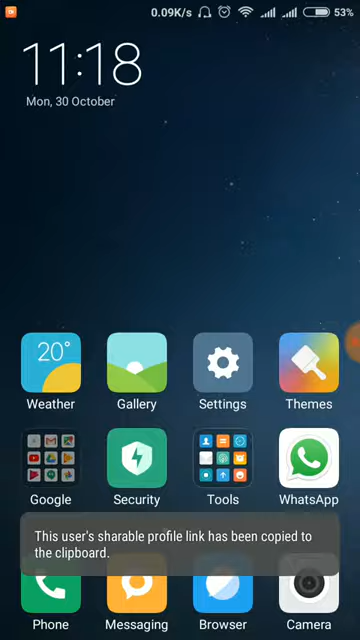 0.09K/s 53%
11:18
Mon, 30 October
20°
Weather Gallery Settings Themes
Google Security Tools WhatsApp
This user's sharable profile link has been copied to
the clipboard.
Phone Messaging Browser Camera